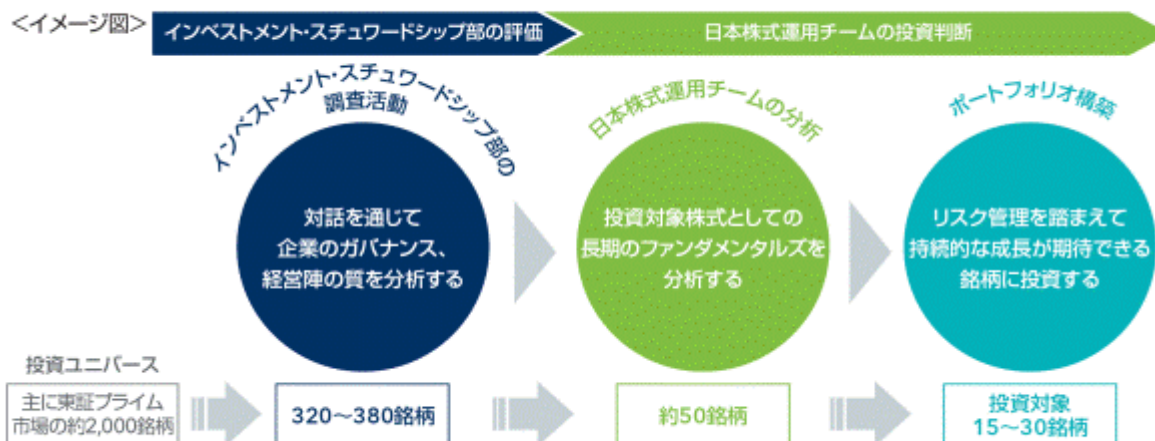 <イメージ図>
インベストメント・スチュワードシップ部の評価
日本株式運用チームの投資判断
インベストメント・スチュワードシップ部の
調査活動
日本株式運用チームの分析
ポートフォリオ構築
対話を通じて
企業のガバナンス、
経営陣の質を分析する
投資対象株式としての
長期のファンダメンタルズを
分析する
リスク管理を踏まえて
持続的な成長が期待できる
銘柄に投資する
投資ユニバース
主に東証プライム
市場の約2,000銘柄
320〜380銘柄
約50銘柄
投資対象
15〜30銘柄